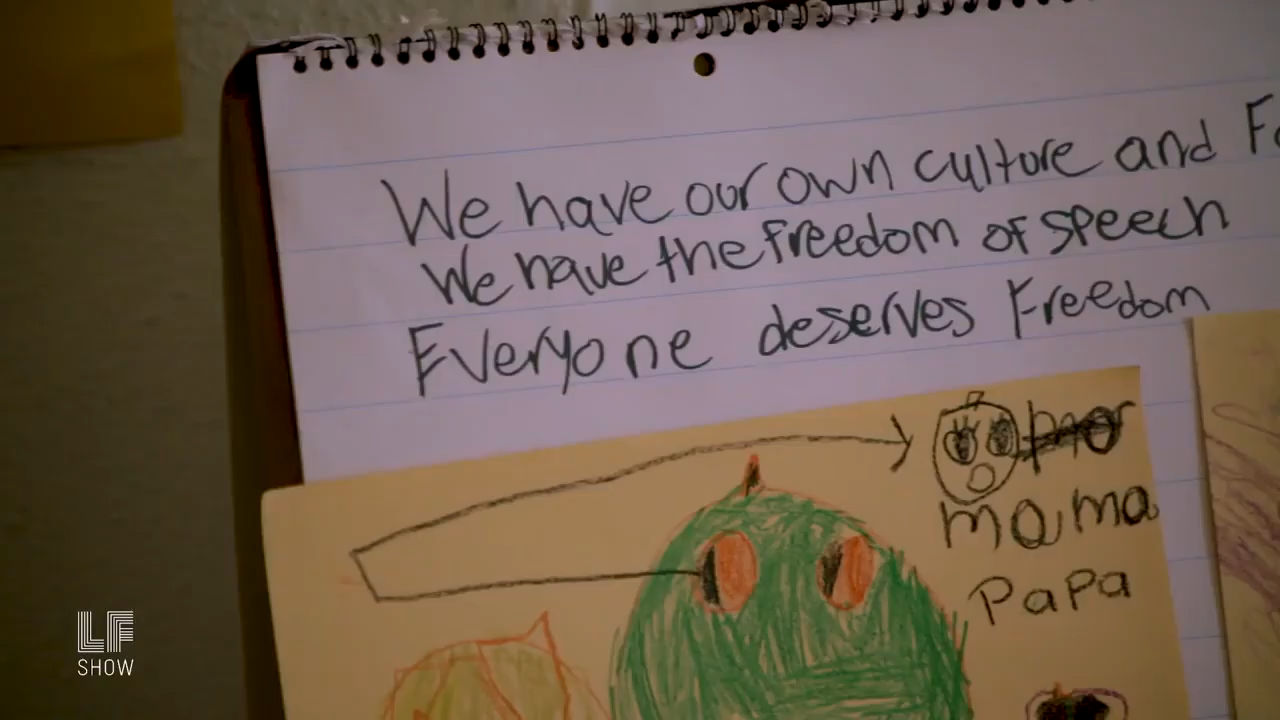 We have our own culture and
We have the freedom of speech
Everyone deserves Freedom
mama
Papa
LF
SHOW